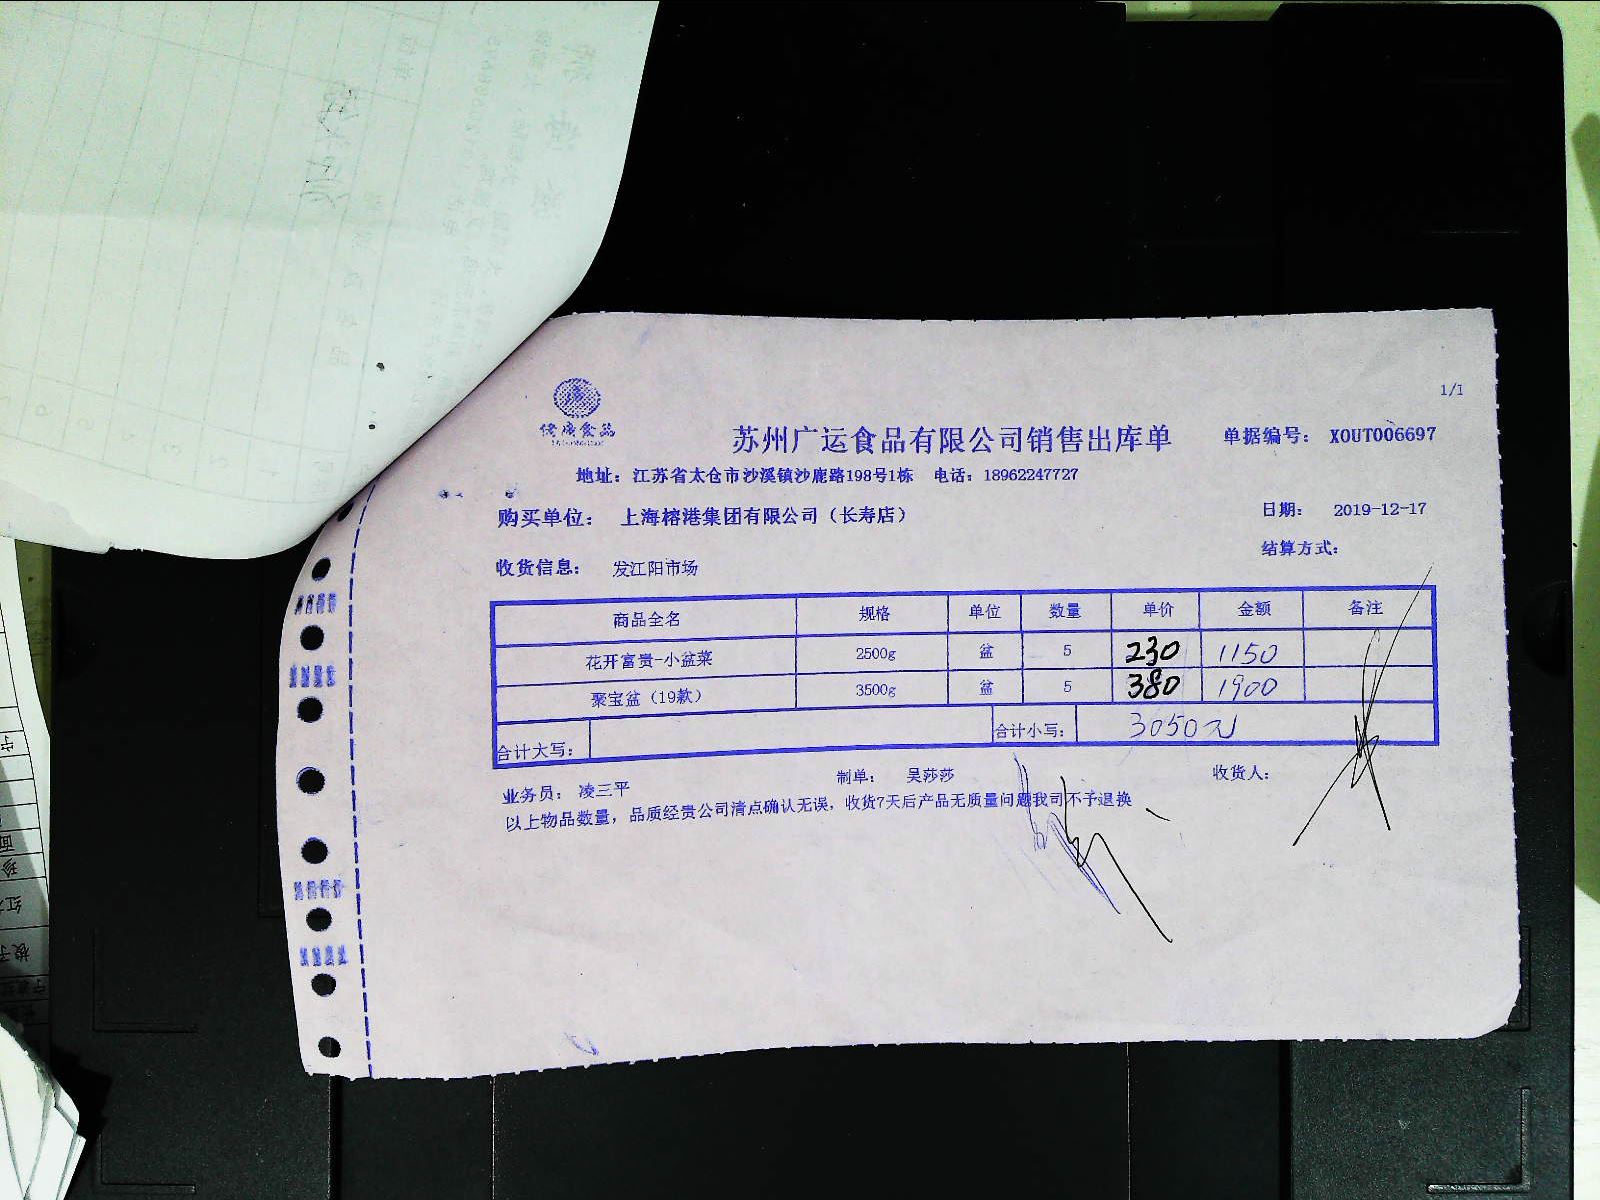 1/1
佬廣食品
苏州广运食品有限公司销售出库单 单据编号： XOUT006697
地址：江苏省太仓市沙溪镇沙鹿路198号1栋 电话：18962247727
购买单位： 上海榕港集团有限公司（长寿店） 日期： 2019-12-17
结算方式：
收货信息： 发江阳市场
商品全名 规格 单位 数量 单价 金额 备注
花开富贵-小盆菜 2500g 盆 5 230 1150
聚宝盆（19款） 3500g 盆 5 380 1900
合计大写： 合计小写： 3050元
业务员： 凌三平 制单： 吴莎莎 收货人：
以上物品数量，品质经贵公司清点确认无误，收货7天后产品无质量问题我司不予退换